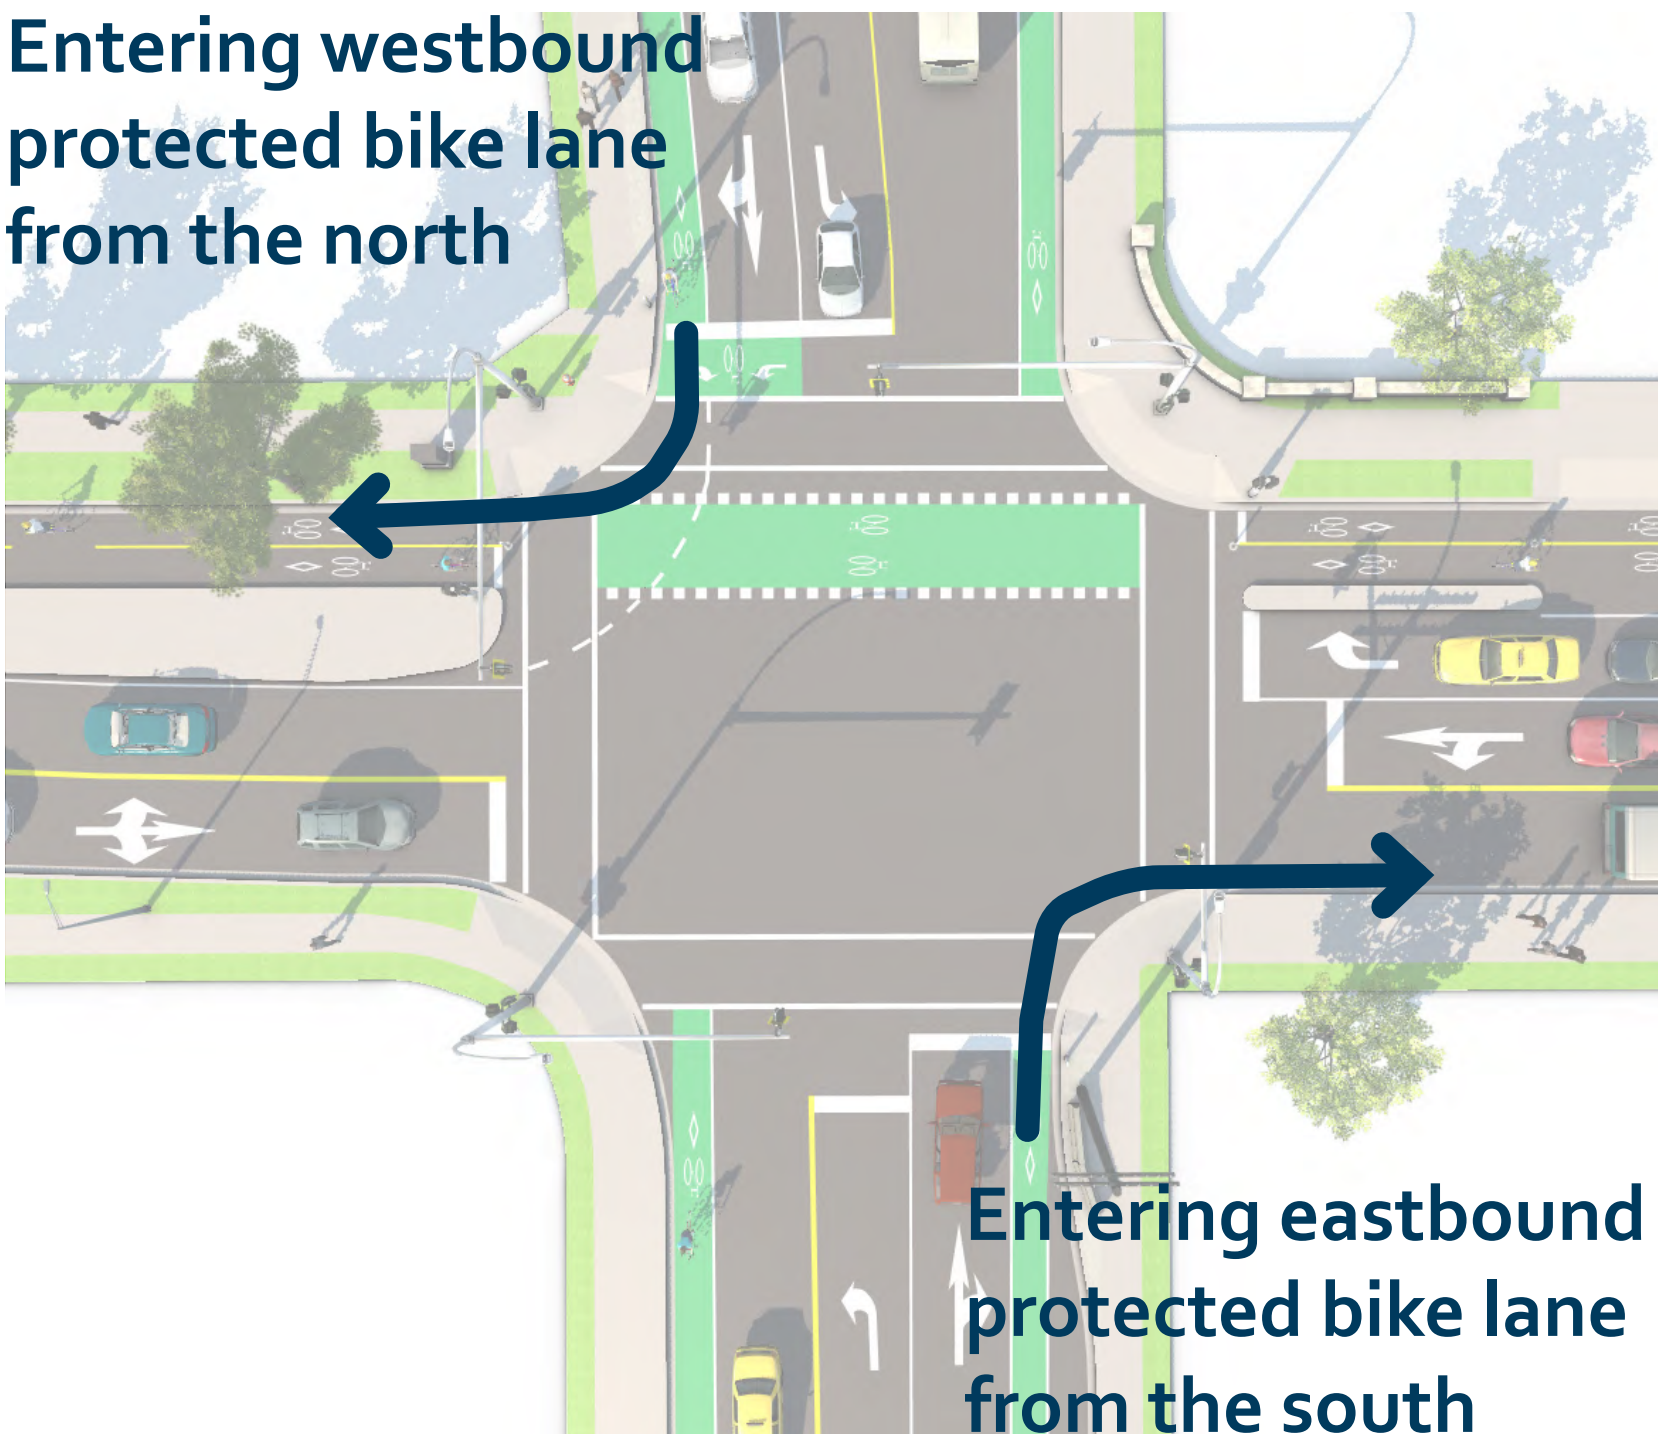 Entering westbound
protected bike lane
from the north
Entering eastbound
protected bike lane
from the south